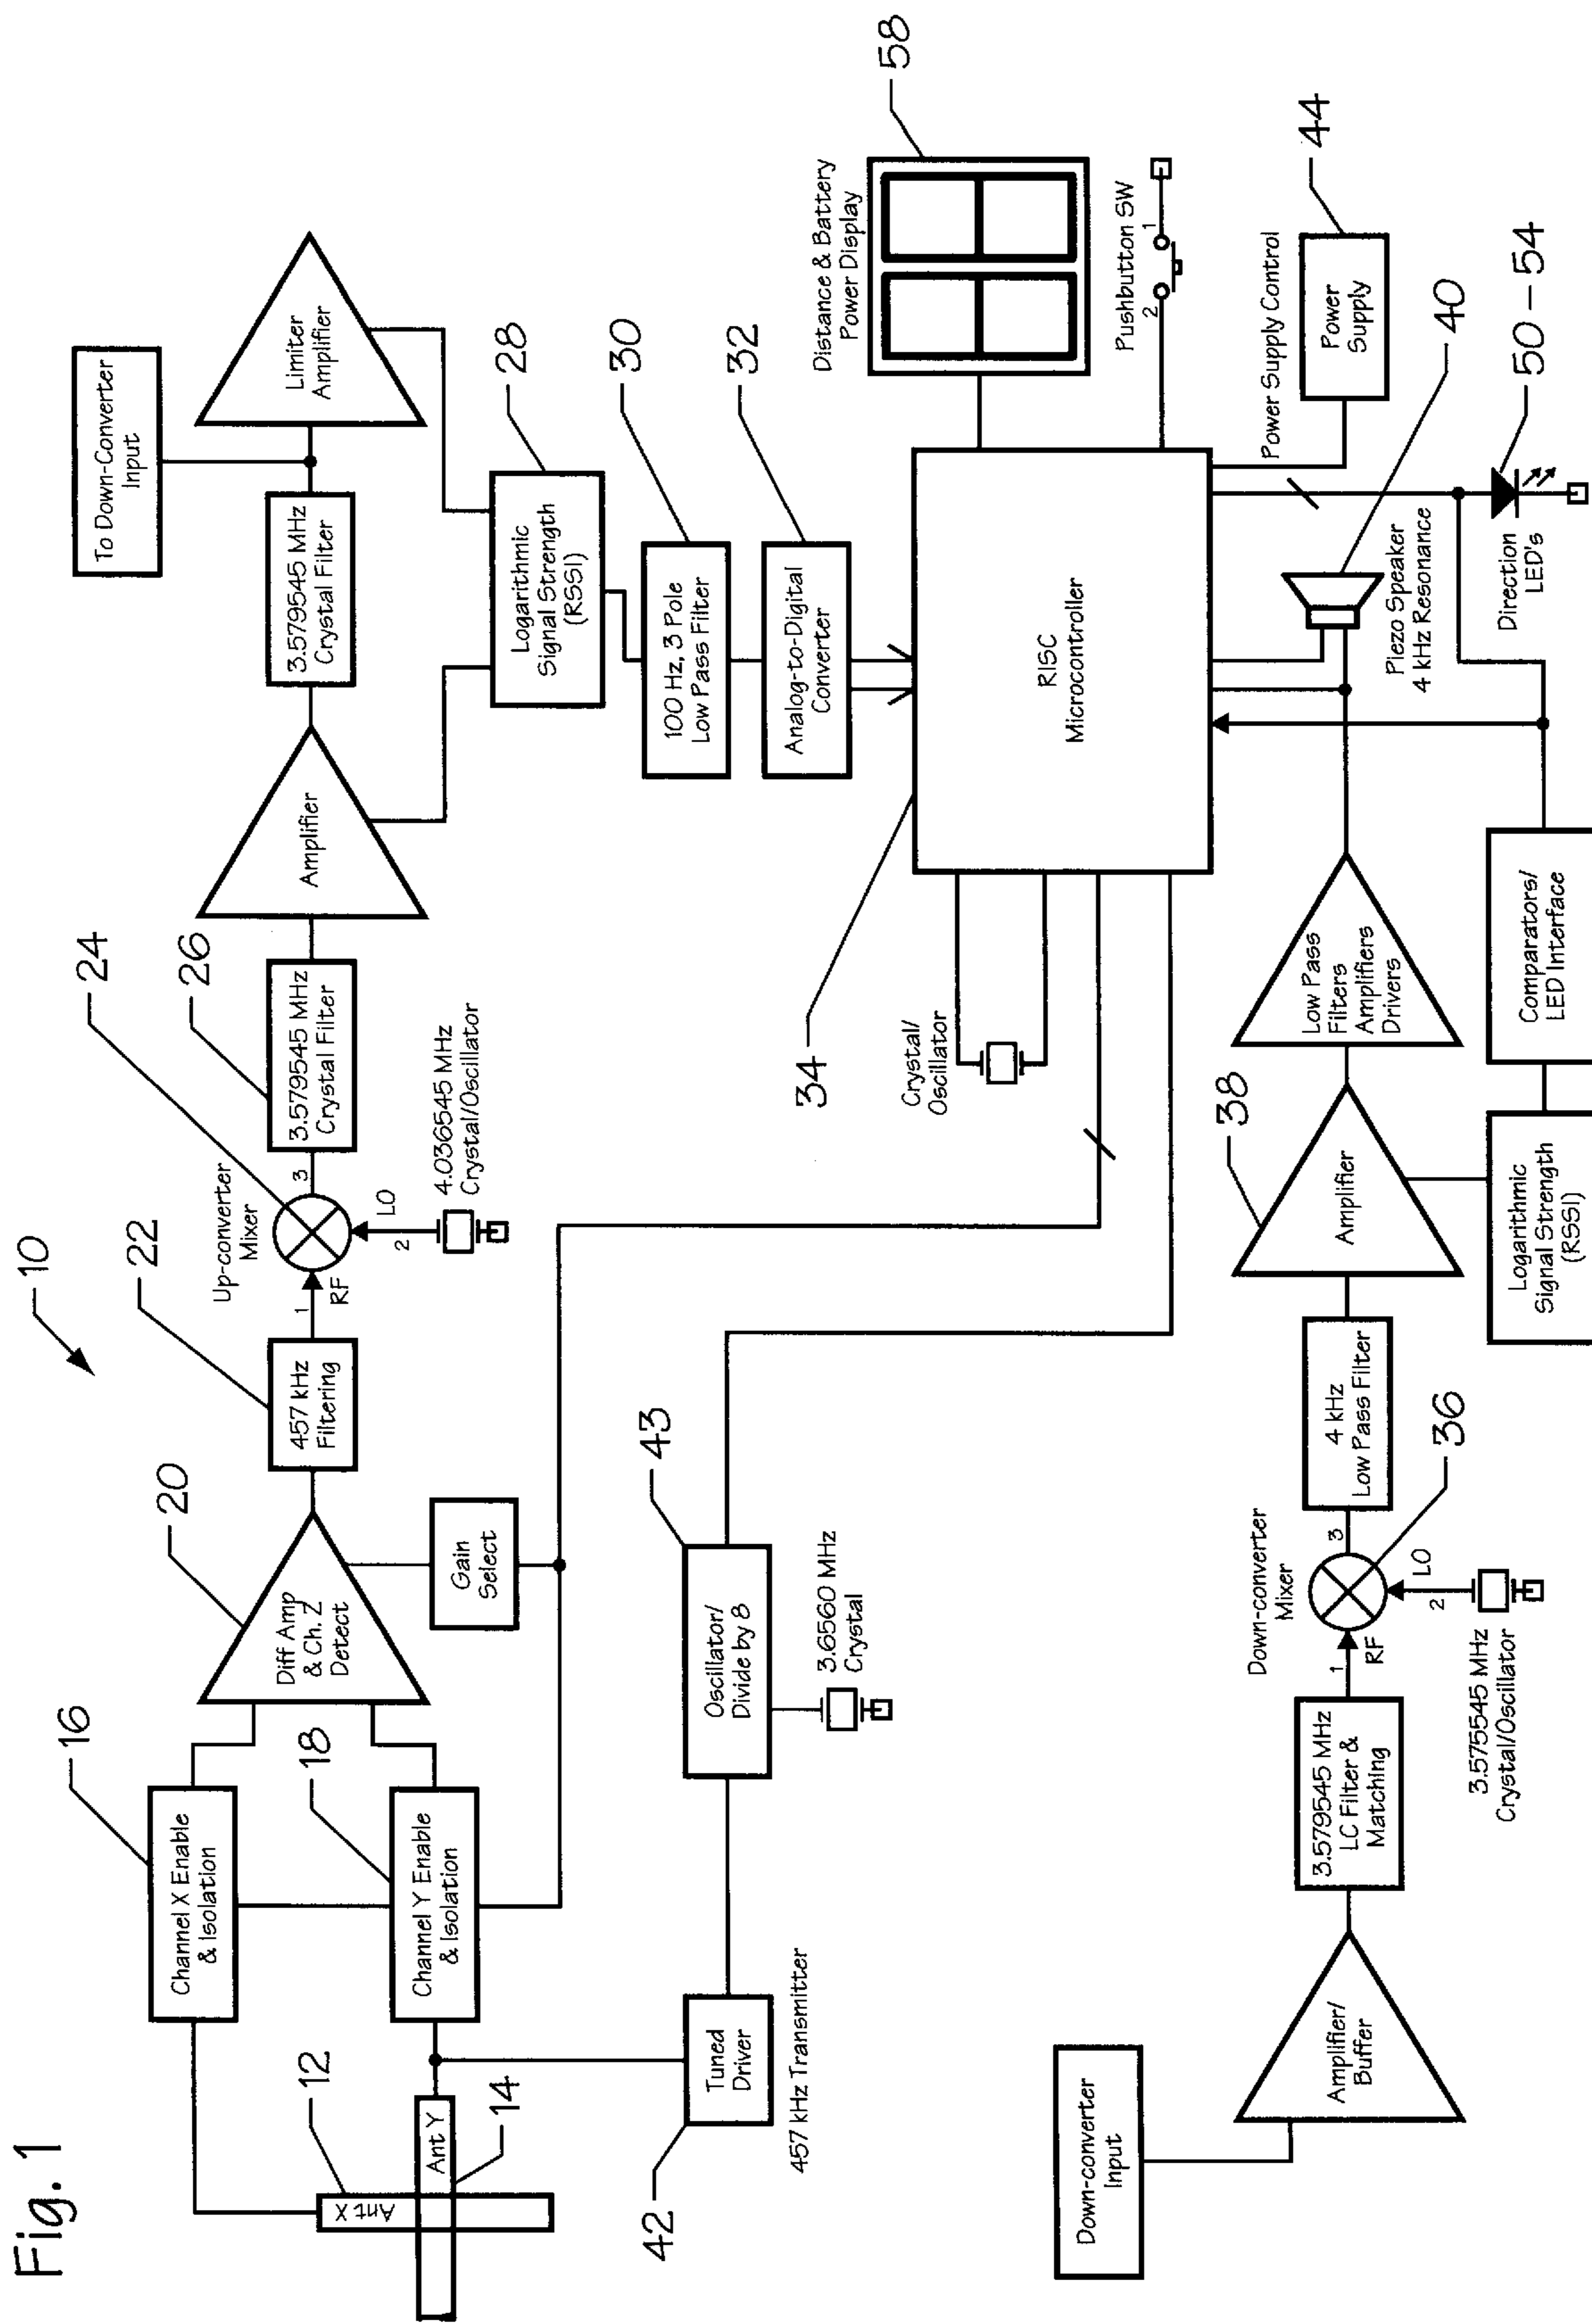 Fig. 1
10
Ant X
12
Ant Y
14
16
Channel X Enable
& Isolation
18
Channel Y Enable
& Isolation
20
Diff Amp
& Ch. Z
Detect
Gain
Select
22
457 kHz
Filtering
Up-converter
Mixer
24
1
RF
2
LO
3
4.036545 MHz
Crystal/Oscillator
26
3.579545 MHz
Crystal Filter
Amplifier
3.579545 MHz
Crystal Filter
To Down-Converter
Input
Limiter
Amplifier
28
Logarithmic
Signal Strength
(RSSI)
30
100 Hz, 3 Pole
Low Pass Filter
32
Analog-to-Digital
Converter
42
Tuned
Driver
457 kHz Transmitter
43
Oscillator/
Divide by 8
3.6560 MHz
Crystal
34
Crystal/
Oscillator
RISC
Microcontroller
Distance & Battery
Power Display
58
Pushbutton SW
2
1
Power Supply Control
44
Power
Supply
40
Piezo Speaker
4 kHz Resonance
50 – 54
Direction
LED's
Down-converter
Input
Amplifier/
Buffer
3.579545 MHz
LC Filter &
Matching
Down-converter
Mixer
1
RF
2
LO
3
36
3.575545 MHz
Crystal/Oscillator
4 kHz
Low Pass Filter
38
Amplifier
Low Pass
Filters
Amplifiers
Drivers
Logarithmic
Signal Strength
(RSSI)
Comparators/
LED Interface